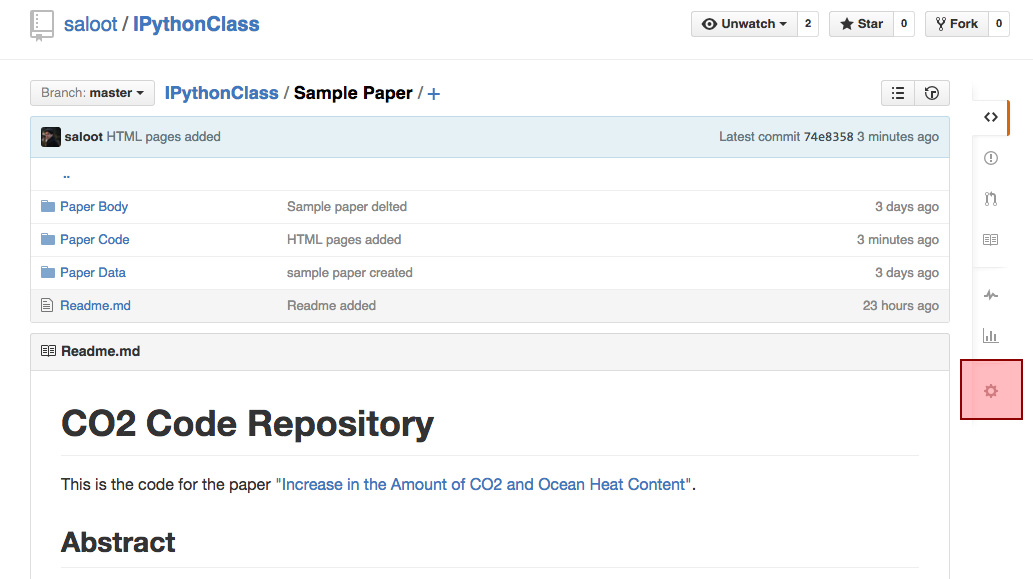 saloot / IPythonClass
Unwatch 2 Star 0 Fork 0
Branch: master IPythonClass / Sample Paper / +
saloot HTML pages added Latest commit 74e8358 3 minutes ago
..
Paper Body Sample paper delted 3 days ago
Paper Code HTML pages added 3 minutes ago
Paper Data sample paper created 3 days ago
Readme.md Readme added 23 hours ago
Readme.md
CO2 Code Repository
This is the code for the paper "Increase in the Amount of CO2 and Ocean Heat Content".
Abstract